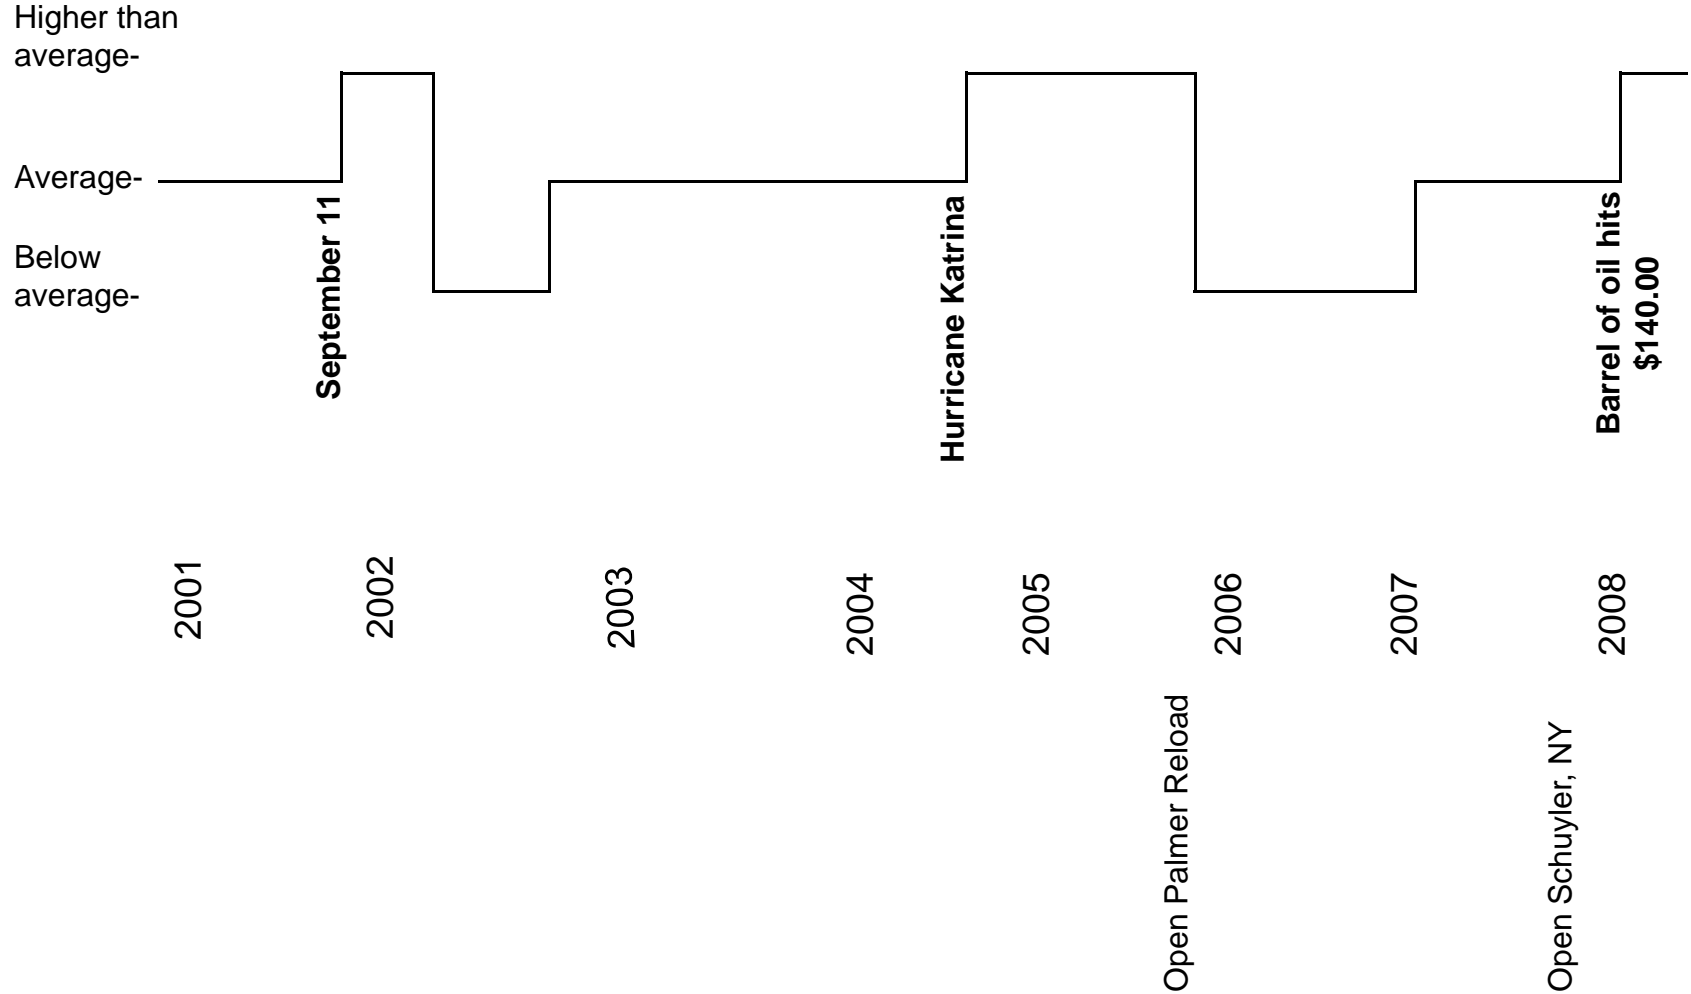 Higher than
average-
Average-
Below
average-
September 11
Hurricane Katrina
Barrel of oil hits
$140.00
2001
2002
2003
2004
2005
2006
2007
2008
Open Palmer Reload
Open Schuyler, NY